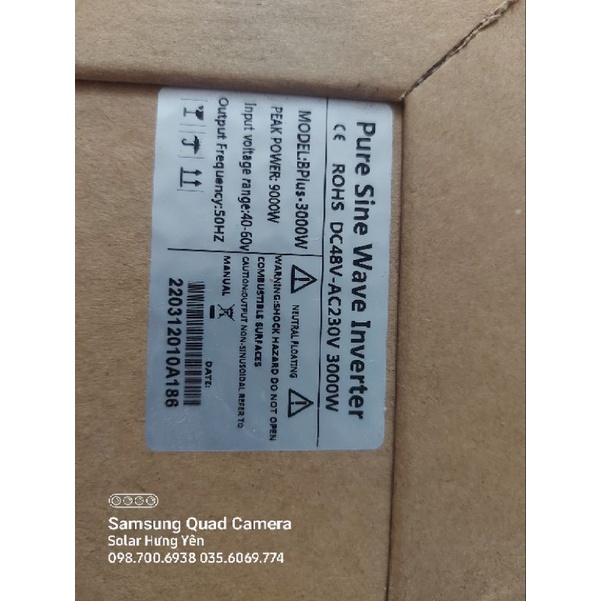 Pure Sine Wave Inverter
CE ROHS DC48V-AC230V 3000W
MODEL:BPlus-3000W
PEAK POWER: 9000W
Input voltage range:40-60v
Output Frequency:50HZ
NEUTRAL FLOATING
WARNING:SHOCK HAZARD DO NOT OPEN
COMBUSTIBLE SURFACES
CAUTION:OUTPUT NON-SINUSOIDAL REFER TO
MANUAL
DATE:
220312010A186
Samsung Quad Camera
Solar Hưng Yên
098.700.6938 035.6069.774